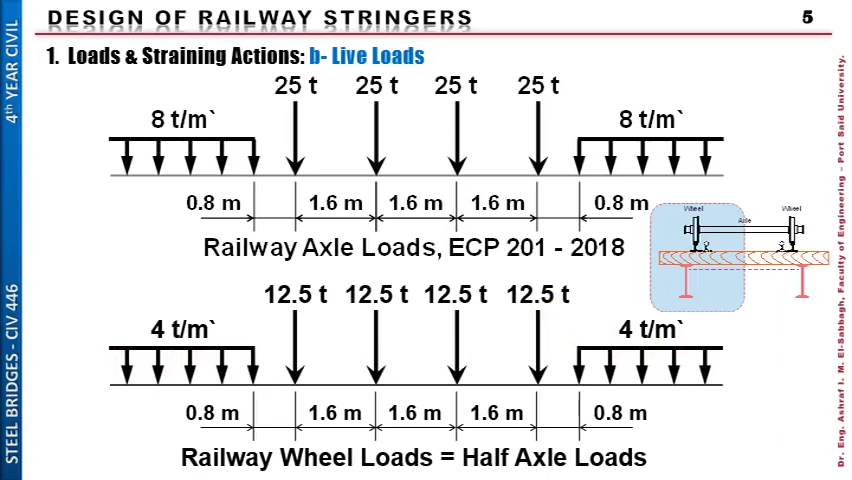 DESIGN OF RAILWAY STRINGERS
5
1. Loads & Straining Actions: b- Live Loads
25 t 25 t 25 t 25 t
8 t/m` 8 t/m`
0.8 m 1.6 m 1.6 m 1.6 m 0.8 m
Wheel Axle Wheel
Railway Axle Loads, ECP 201 - 2018
12.5 t 12.5 t 12.5 t 12.5 t
4 t/m` 4 t/m`
0.8 m 1.6 m 1.6 m 1.6 m 0.8 m
Railway Wheel Loads = Half Axle Loads
STEEL BRIDGES - CIV 446
4th YEAR CIVIL
Dr. Eng. Ashraf I. M. El-Sabbagh, Faculty of Engineering – Port Said University.